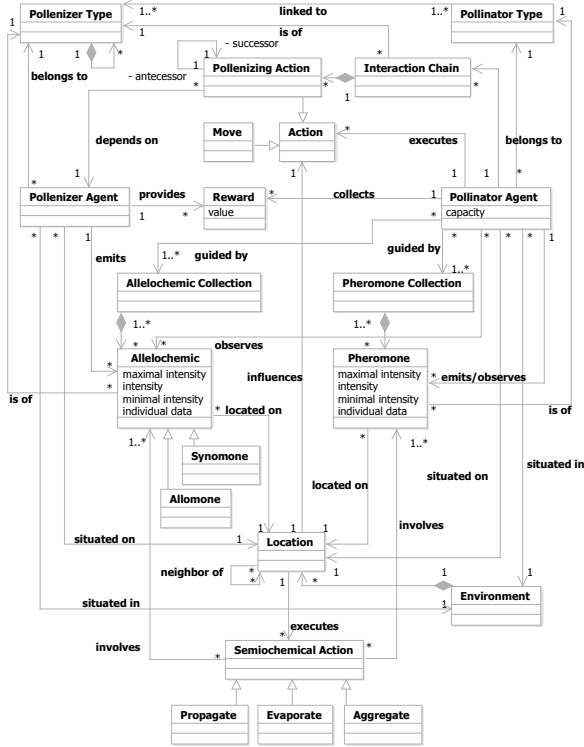 Pollenizer Type
1..*
linked to
1..*
Pollinator Type
1
1
is of
1
1
*
- successor
1
*
1
belongs to
1
Pollenizing Action
Interaction Chain
- antecessor
*
*
1
*
Move
Action
*
depends on
executes
belongs to
1
1
1
*
*
Pollenizer Agent
provides
Reward
*
collects
1
Pollinator Agent
value
capacity
1
*
*
*
*
1
1
*
*
*
*
1
emits
1..*
guided by
guided by
1..*
Allelochemic Collection
Pheromone Collection
1..*
1..*
*
*
observes
*
*
Allelochemic
Pheromone
*
maximal intensity
maximal intensity
*
emits/observes
intensity
intensity
minimal intensity
minimal intensity
is of
*
individual data
influences
individual data
*
is of
*
located on
1..*
*
1..*
Synomone
situated in
situated on
located on
Allomone
involves
1
1
1
situated on
1
Location
neighbor of
*
*
1
*
1
1
1
Environment
situated in
1
executes
*
involves
*
Semiochemical Action
*
Propagate
Evaporate
Aggregate